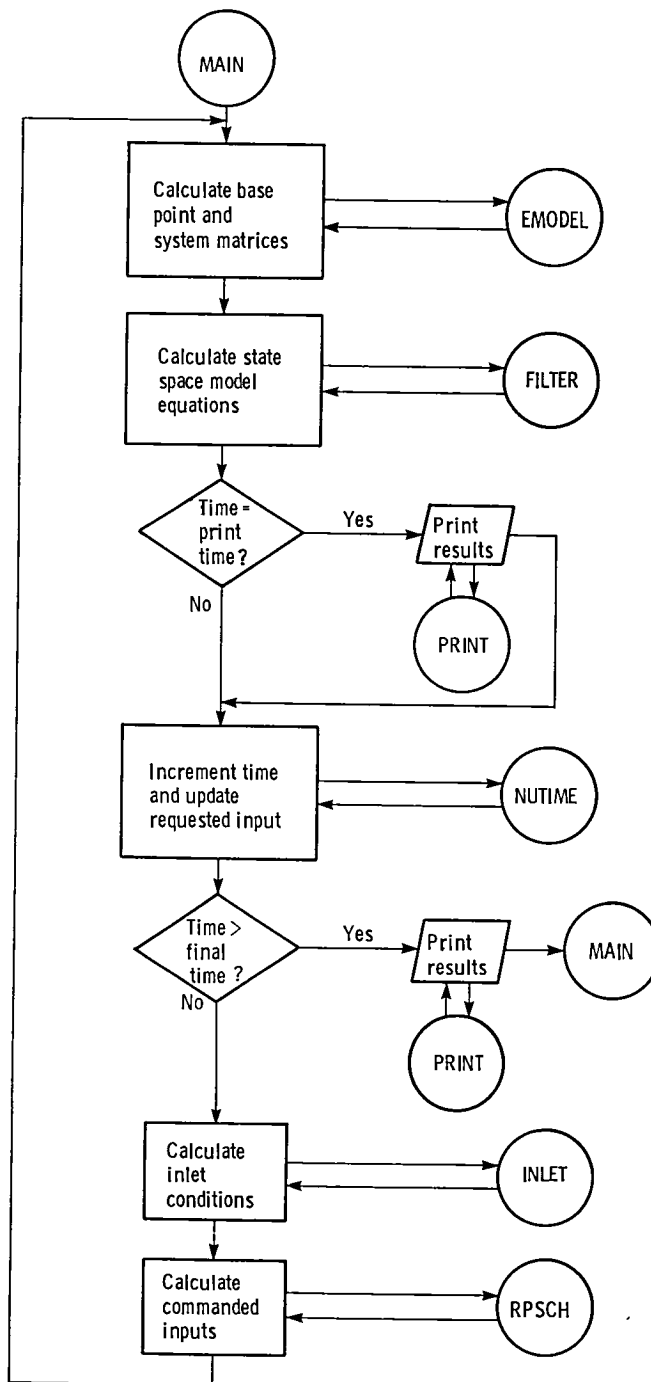 MAIN
Calculate base
point and
system matrices
EMODEL
Calculate state
space model
equations
FILTER
Time =
print
time?
Yes
Print
results
No
PRINT
Increment time
and update
requested input
NUTIME
Time >
final
time ?
Yes
Print
results
MAIN
No
PRINT
Calculate
inlet
conditions
INLET
Calculate
commanded
inputs
RPSCH